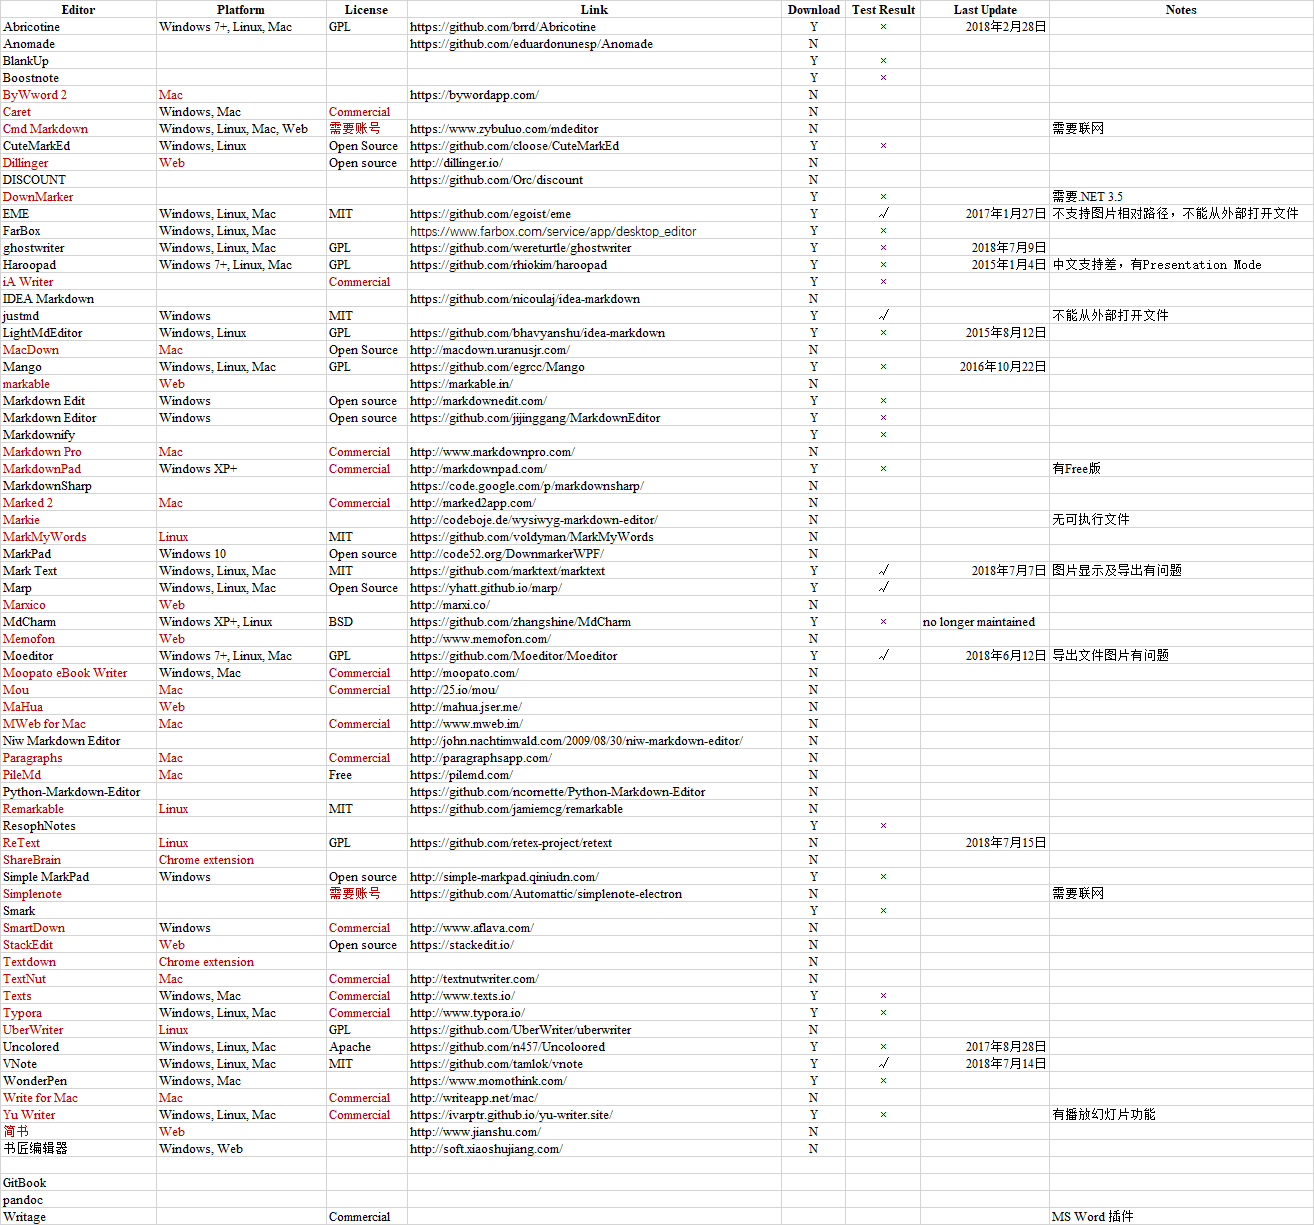 Editor Platform License Link Download Test Result Last Update Notes
Abricotine Windows 7+, Linux, Mac GPL https://github.com/brrd/Abricotine Y × 2018年2月28日
Anomade https://github.com/eduardonunesp/Anomade N
BlankUp Y ×
Boostnote Y ×
ByWword 2 Mac https://bywordapp.com/ N
Caret Windows, Mac Commercial N
Cmd Markdown Windows, Linux, Mac, Web 需要账号 https://www.zybuluo.com/mdeditor N 需要联网
CuteMarkEd Windows, Linux Open Source https://github.com/cloose/CuteMarkEd Y ×
Dillinger Web Open source http://dillinger.io/ N
DISCOUNT https://github.com/Orc/discount N
DownMarker Y × 需要.NET 3.5
EME Windows, Linux, Mac MIT https://github.com/egoist/eme Y √ 2017年1月27日 不支持图片相对路径，不能从外部打开文件
FarBox Windows, Linux, Mac https://www.farbox.com/service/app/desktop_editor Y ×
ghostwriter Windows, Linux, Mac GPL https://github.com/wereturtle/ghostwriter Y × 2018年7月9日
Haroopad Windows 7+, Linux, Mac GPL https://github.com/rhiokim/haroopad Y × 2015年1月4日 中文支持差，有Presentation Mode
iA Writer Commercial Y ×
IDEA Markdown https://github.com/nicoulaj/idea-markdown N
justmd Windows MIT Y √ 不能从外部打开文件
LightMdEditor Windows, Linux GPL https://github.com/bhavyanshu/idea-markdown Y × 2015年8月12日
MacDown Mac Open Source http://macdown.uranusjr.com/ N
Mango Windows, Linux, Mac GPL https://github.com/egrcc/Mango Y × 2016年10月22日
markable Web https://markable.in/ N
Markdown Edit Windows Open source http://markdownedit.com/ Y ×
Markdown Editor Windows Open source https://github.com/jijinggang/MarkdownEditor Y ×
Markdownify Y ×
Markdown Pro Mac Commercial http://www.markdownpro.com/ N
MarkdownPad Windows XP+ Commercial http://markdownpad.com/ Y × 有Free版
MarkdownSharp https://code.google.com/p/markdownsharp/ N
Marked 2 Mac Commercial http://marked2app.com/ N
Markie http://codeboje.de/wysiwyg-markdown-editor/ N 无可执行文件
MarkMyWords Linux MIT https://github.com/voldyman/MarkMyWords N
MarkPad Windows 10 Open source http://code52.org/DownmarkerWPF/ N
Mark Text Windows, Linux, Mac MIT https://github.com/marktext/marktext Y √ 2018年7月7日 图片显示及导出有问题
Marp Windows, Linux, Mac Open Source https://yhatt.github.io/marp/ Y √
Marxico Web http://marxi.co/ N
MdCharm Windows XP+, Linux BSD https://github.com/zhangshine/MdCharm Y × no longer maintained
Memofon Web http://www.memofon.com/ N
Moeditor Windows 7+, Linux, Mac GPL https://github.com/Moeditor/Moeditor Y √ 2018年6月12日 导出文件图片有问题
Moopato eBook Writer Windows, Mac Commercial http://moopato.com/ N
Mou Mac Commercial http://25.io/mou/ N
MaHua Web http://mahua.jser.me/ N
MWeb for Mac Mac Commercial http://www.mweb.im/ N
Niw Markdown Editor http://john.nachtimwald.com/2009/08/30/niw-markdown-editor/ N
Paragraphs Mac Commercial http://paragraphsapp.com/ N
PileMd Mac Free https://pilemd.com/ N
Python-Markdown-Editor https://github.com/ncornette/Python-Markdown-Editor N
Remarkable Linux MIT https://github.com/jamiemcg/remarkable N
ResophNotes Y ×
ReText Linux GPL https://github.com/retex-project/retext N 2018年7月15日
ShareBrain Chrome extension N
Simple MarkPad Windows Open source http://simple-markpad.qiniudn.com/ Y ×
Simplenote 需要账号 https://github.com/Automattic/simplenote-electron N 需要联网
Smark Y ×
SmartDown Windows Commercial http://www.aflava.com/ N
StackEdit Web Open source https://stackedit.io/ N
Textdown Chrome extension N
TextNut Mac Commercial http://textnutwriter.com/ N
Texts Windows, Mac Commercial http://www.texts.io/ Y ×
Typora Windows, Linux, Mac Commercial http://www.typora.io/ Y ×
UberWriter Linux GPL https://github.com/UberWriter/uberwriter N
Uncolored Windows, Linux, Mac Apache https://github.com/n457/Uncoloored Y × 2017年8月28日
VNote Windows, Linux, Mac MIT https://github.com/tamlok/vnote Y √ 2018年7月14日
WonderPen Windows, Mac https://www.momothink.com/ Y ×
Write for Mac Mac Commercial http://writeapp.net/mac/ N
Yu Writer Windows, Linux, Mac Commercial https://ivarptr.github.io/yu-writer.site/ Y × 有播放幻灯片功能
简书 Web http://www.jianshu.com/ N
书匠编辑器 Windows, Web http://soft.xiaoshujiang.com/ N
GitBook
pandoc
Writage Commercial MS Word 插件